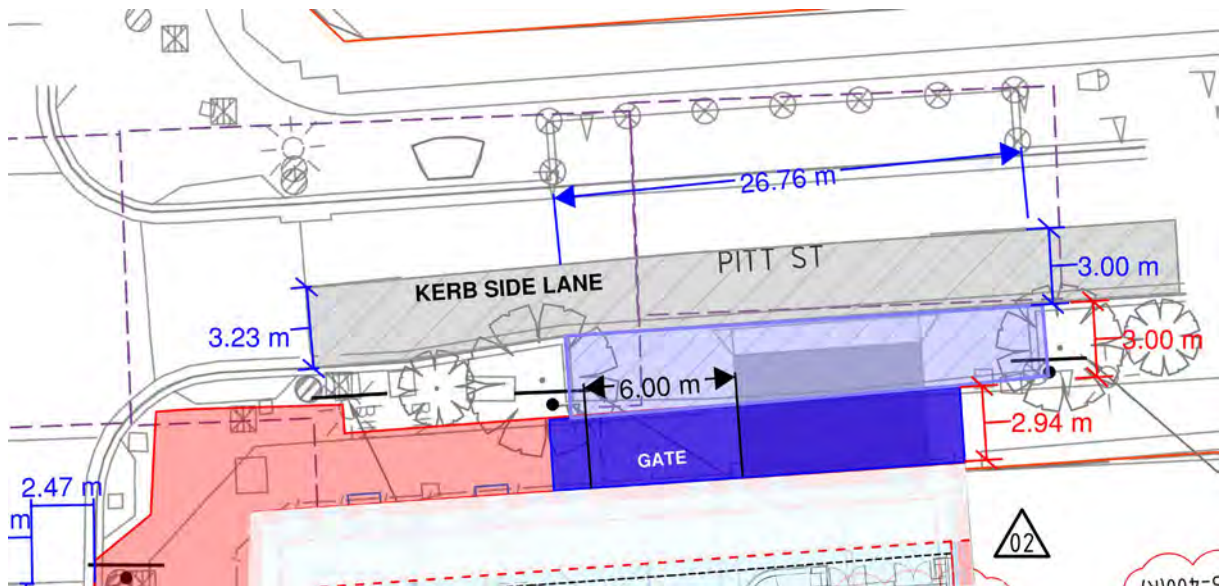 26.76 m
PITT ST
KERB SIDE LANE
3.00 m
3.23 m
3.00 m
6.00 m
2.94 m
GATE
2.47 m
m
02